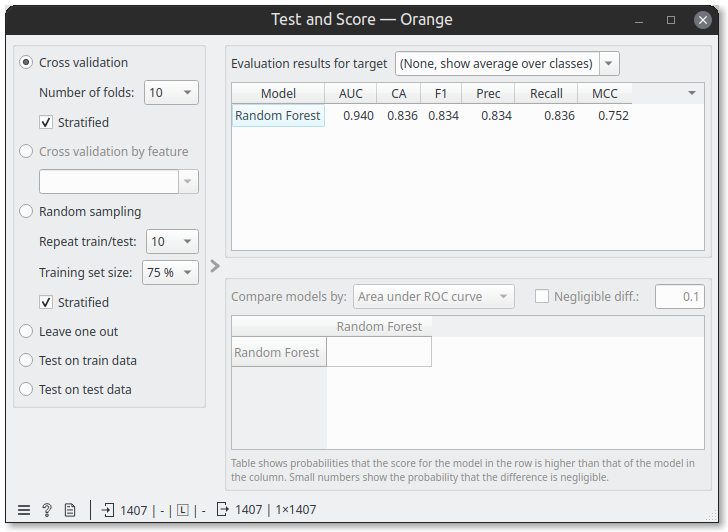 Test and Score — Orange
Cross validation
Number of folds: 10
Stratified
Cross validation by feature
Random sampling
Repeat train/test: 10
Training set size: 75 %
Stratified
Leave one out
Test on train data
Test on test data
Evaluation results for target (None, show average over classes)
Model AUC CA F1 Prec Recall MCC
Random Forest 0.940 0.836 0.834 0.834 0.836 0.752
Compare models by: Area under ROC curve Negligible diff.: 0.1
Random Forest
Random Forest
Table shows probabilities that the score for the model in the row is higher than that of the model in
the column. Small numbers show the probability that the difference is negligible.
? 1407 | - | L | - 1407 | 1×1407